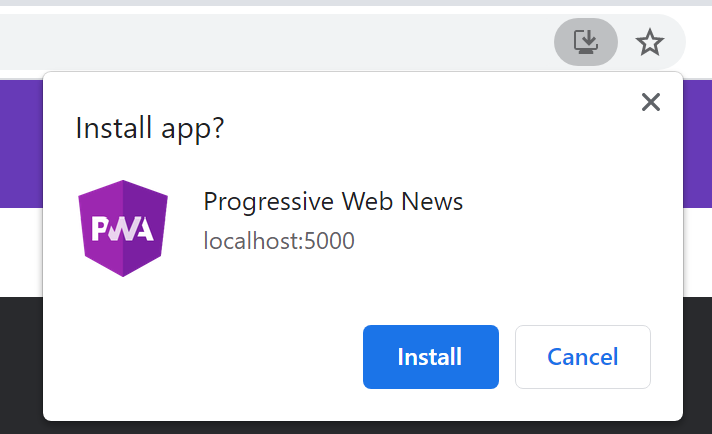 Install app?
PWA
Progressive Web News
localhost:5000
Install
Cancel